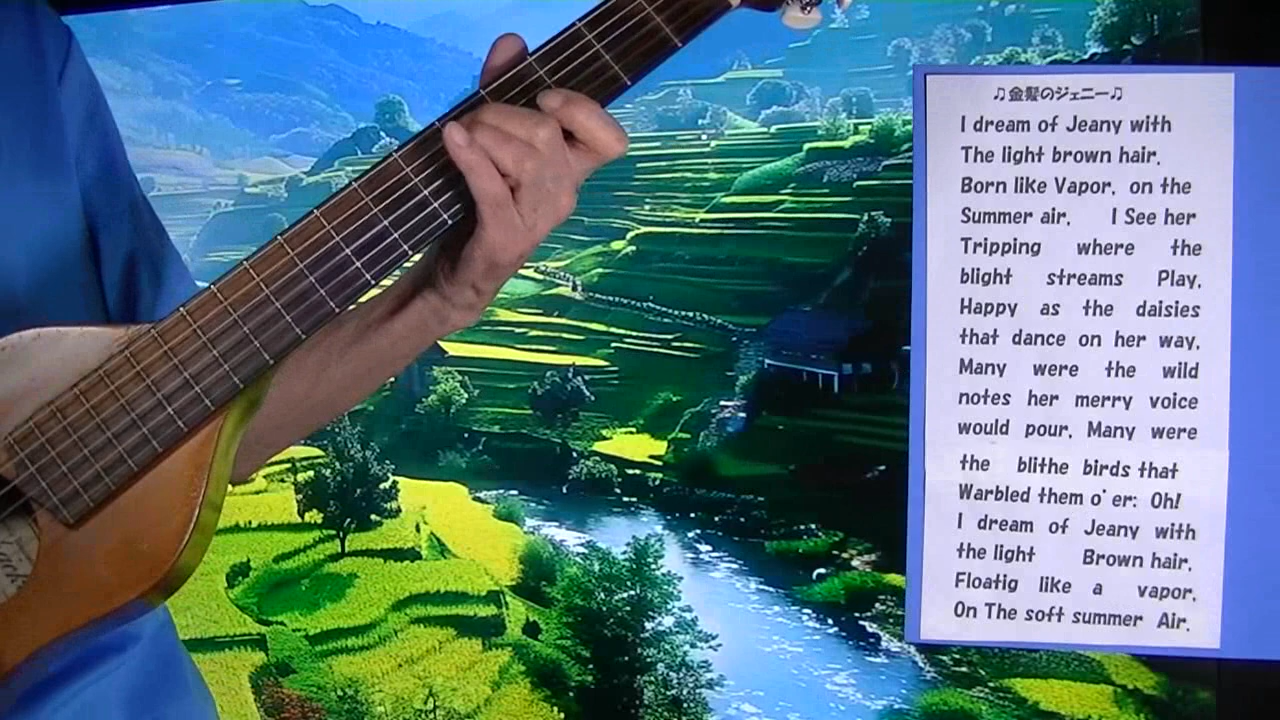 ♫金髪のジェニー♫
I dream of Jeany with
The light brown hair,
Born like Vapor, on the
Summer air, I See her
Tripping where the
blight streams Play,
Happy as the daisies
that dance on her way,
Many were the wild
notes her merry voice
would pour, Many were
the blithe birds that
Warbled them o' er: Oh!
I dream of Jeany with
the light Brown hair,
Floatig like a vapor,
On The soft summer Air.